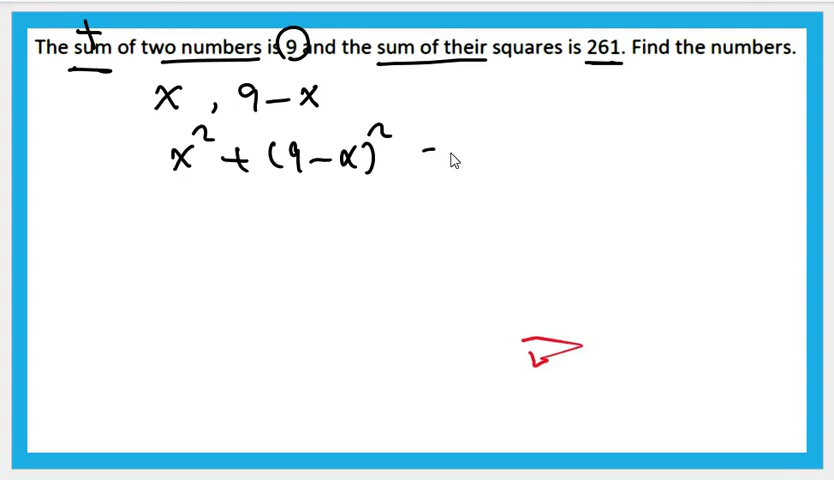 +
The sum of two numbers is 9 and the sum of their squares is 261. Find the numbers.
x , 9 - x
x² + (9 - x)² -